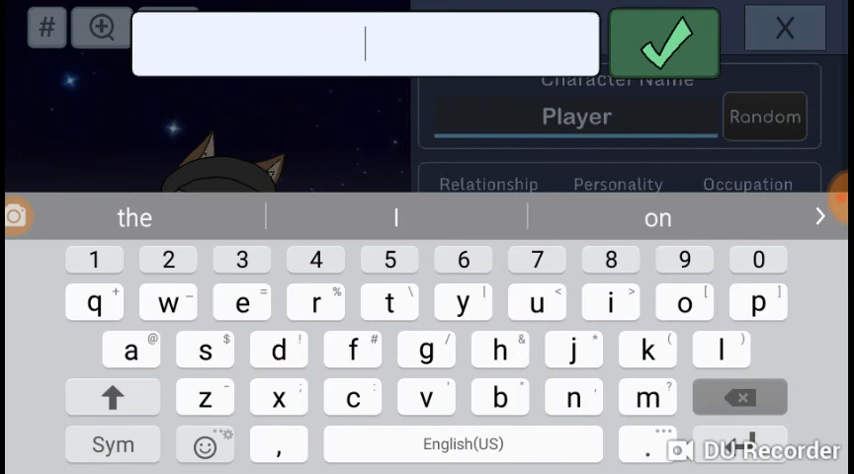 #
X
Character Name
Player Random
Relationship Personality Occupation
the I on
1 2 3 4 5 6 7 8 9 0
q + w _ e = r % t \ y | u < i > o [ p ]
a @ s $ d ! f # g / h & j * k ( l )
z - x ; c : v ' b " n , m ?
Sym , English(US) .
DU Recorder